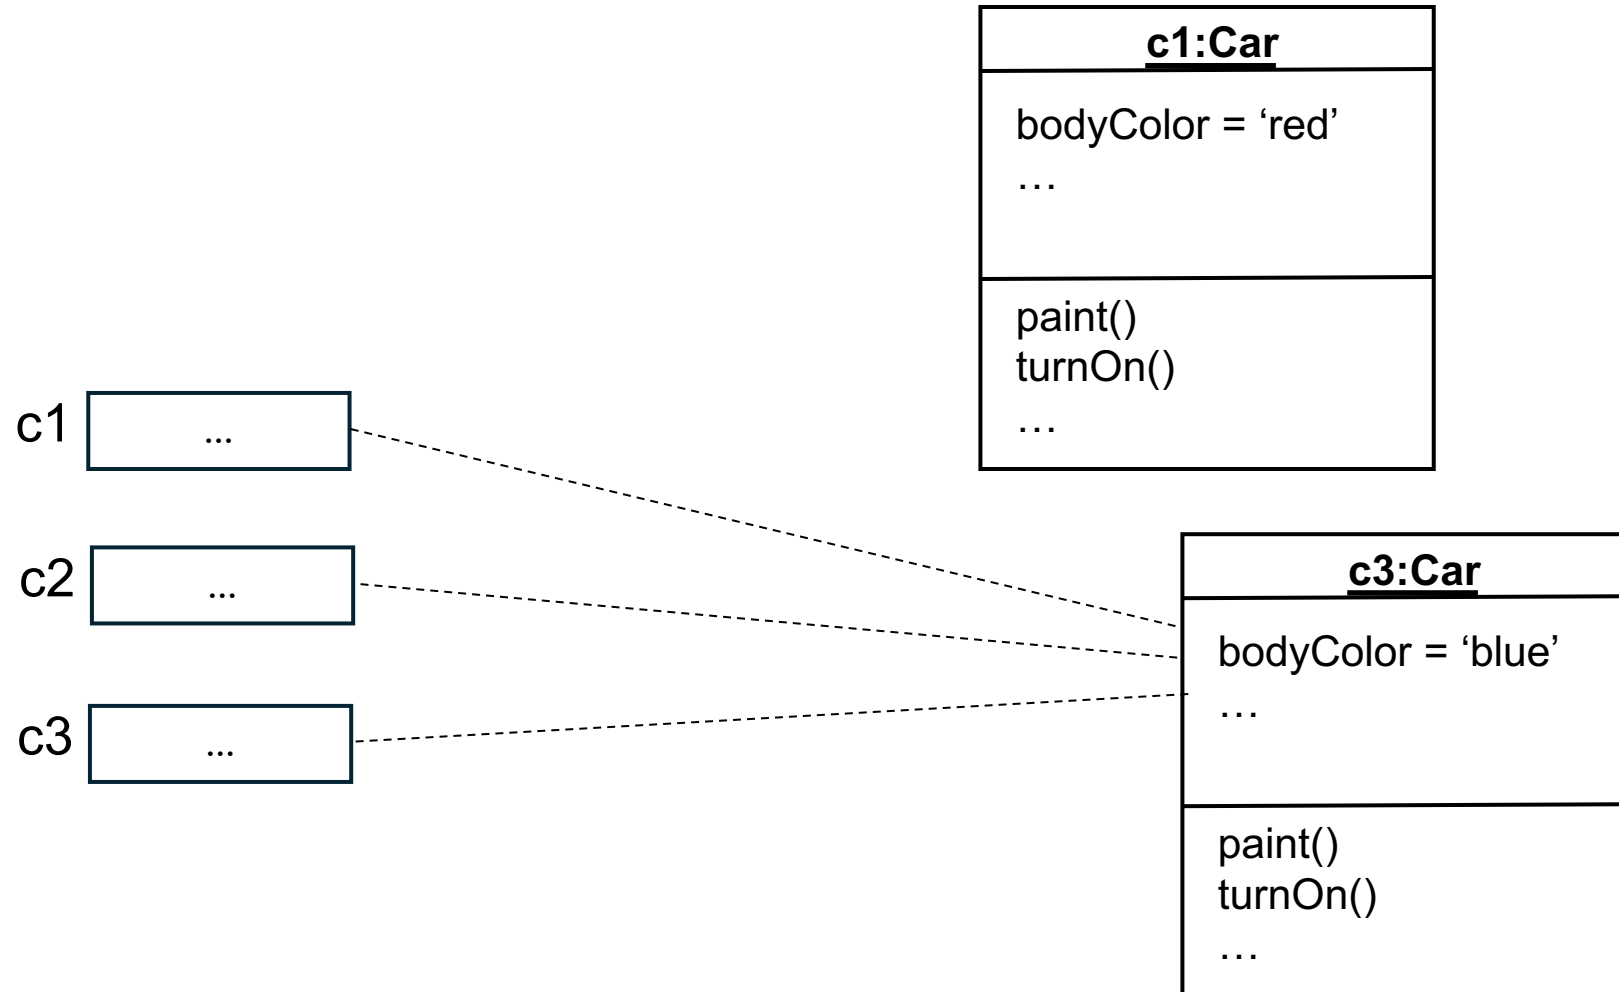 c1:Car
bodyColor = ‘red’
…
paint()
turnOn()
…
c1
...
c2
...
c3
...
c3:Car
bodyColor = ‘blue’
…
paint()
turnOn()
…